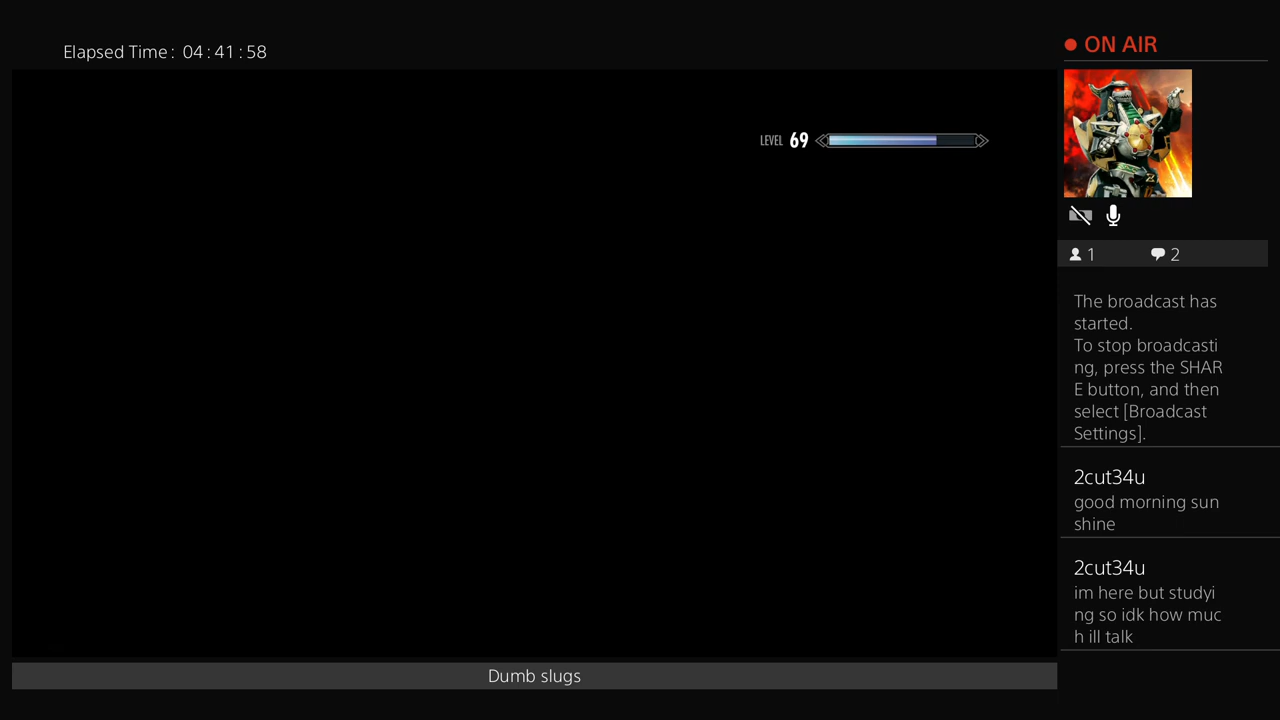 Elapsed Time: 04:41:58
ON AIR
LEVEL 69
1 2
The broadcast has
started.
To stop broadcasti
ng, press the SHAR
E button, and then
select [Broadcast
Settings].
2cut34u
good morning sun
shine
2cut34u
im here but studyi
ng so idk how muc
h ill talk
Dumb slugs